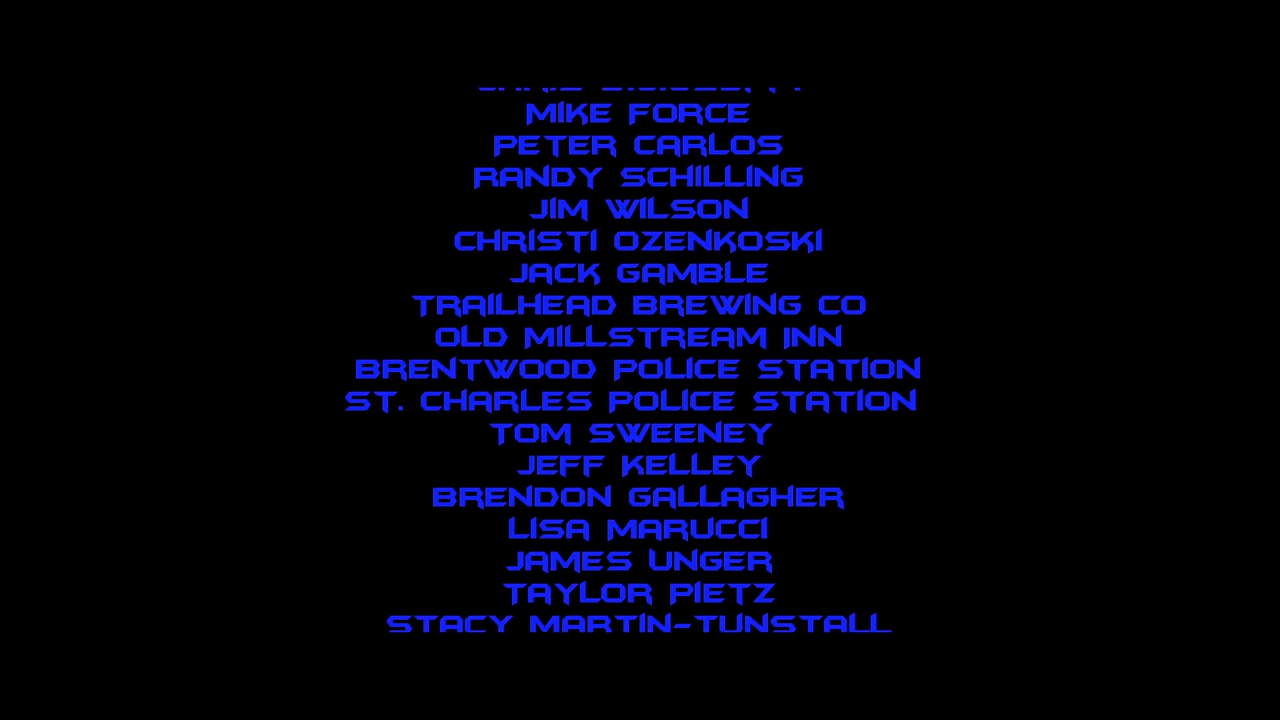 MIKE FORCE
PETER CARLOS
RANDY SCHILLING
JIM WILSON
CHRISTI OZENKOSKI
JACK GAMBLE
TRAILHEAD BREWING CO
OLD MILLSTREAM INN
BRENTWOOD POLICE STATION
ST. CHARLES POLICE STATION
TOM SWEENEY
JEFF KELLEY
BRENDON GALLAGHER
LISA MARUCCI
JAMES UNGER
TAYLOR PIETZ
STACY MARTIN-TUNSTALL